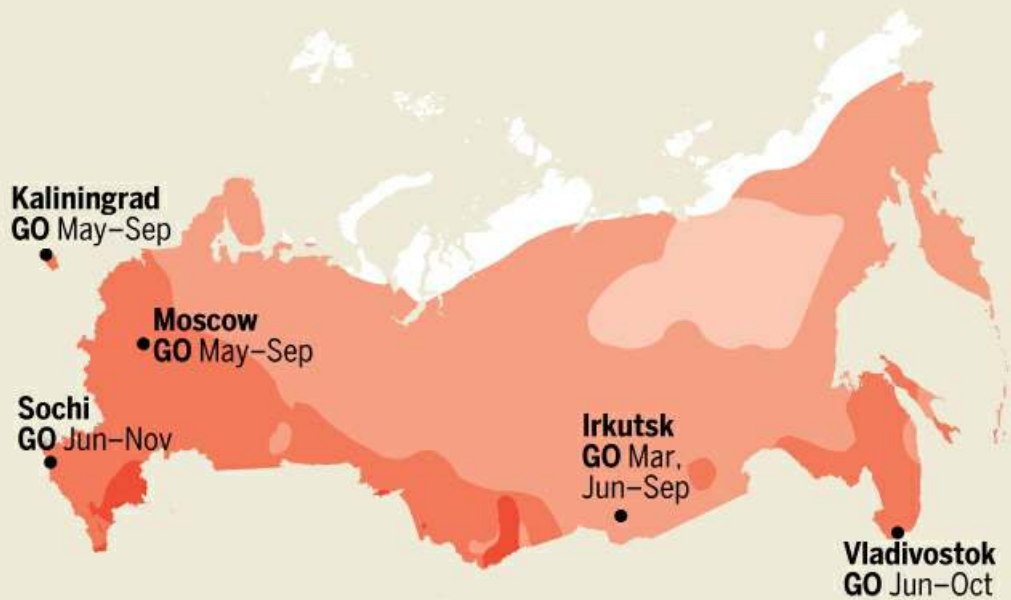 Kaliningrad
GO May–Sep
Moscow
GO May–Sep
Sochi
GO Jun–Nov
Irkutsk
GO Mar,
Jun–Sep
Vladivostok
GO Jun–Oct